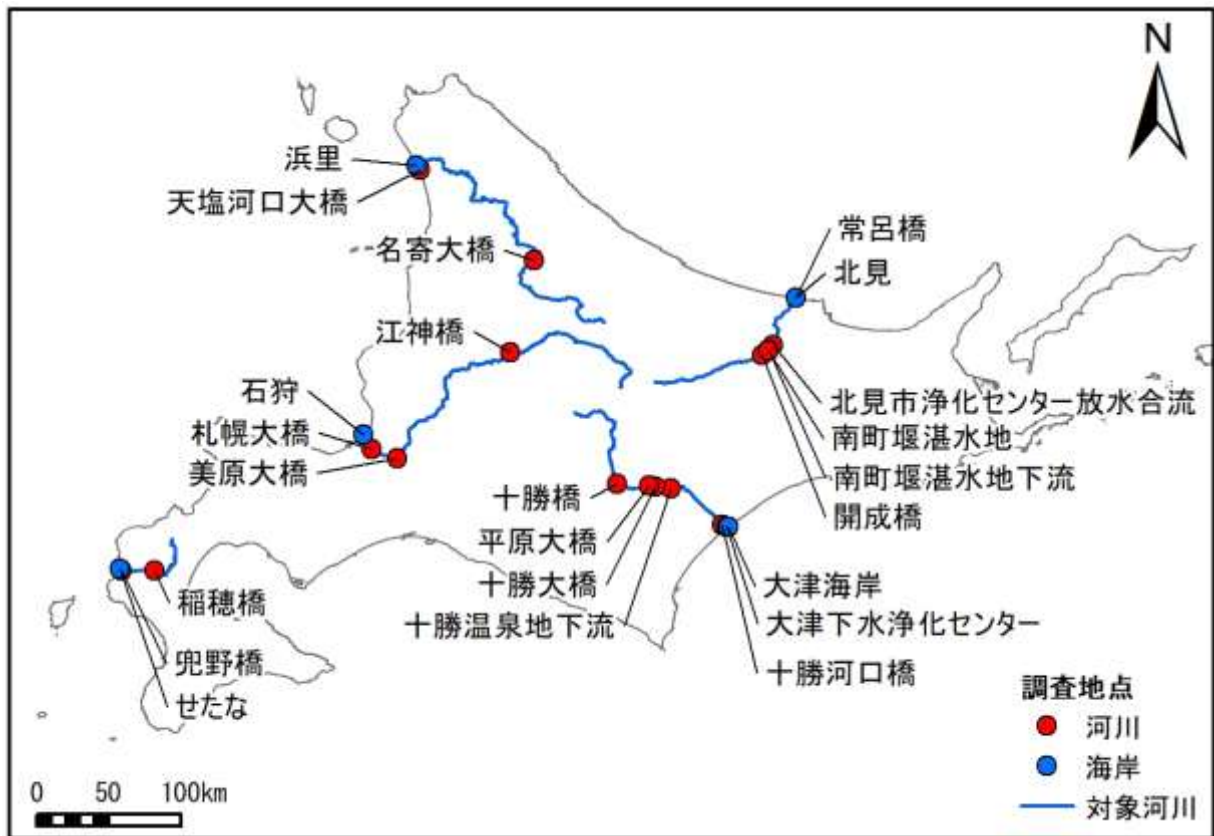 N
浜里
天塩河口大橋
名寄大橋
常呂橋
北見
江神橋
石狩
札幌大橋
美原大橋
北見市浄化センター放水合流
南町堰湛水地
南町堰湛水地下流
開成橋
十勝橋
平原大橋
十勝大橋
十勝温泉地下流
大津海岸
大津下水浄化センター
十勝河口橋
稲穂橋
兜野橋
せたな
調査地点
河川
海岸
対象河川
0 50 100km